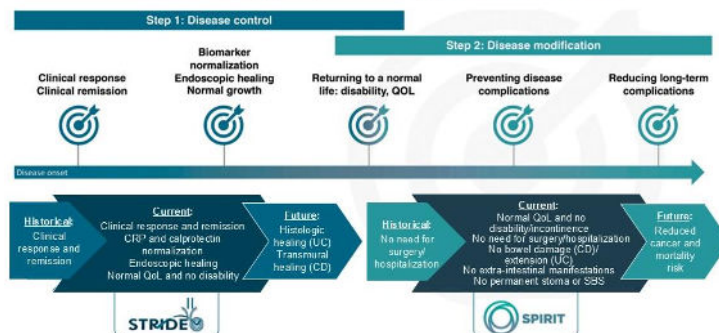 Step 1: Disease control
Step 2: Disease modification
Clinical response
Clinical remission
Biomarker
normalization
Endoscopic healing
Normal growth
Returning to a normal
life: disability, QOL
Preventing disease
complications
Reducing long-term
complications
Disease onset
Historical:
Clinical
response and
remission
Current:
Clinical response and remission
CRP and calprotectin
normalization
Endoscopic healing
Normal QoL and no disability
Future:
Histologic
healing (UC)
Transmural
healing (CD)
Historical:
No need for
surgery/
hospitalization
Current:
Normal QoL and no
disability/incontinence
No need for surgery/hospitalization
No bowel damage (CD)/
extension (UC)
No extra-intestinal manifestations
No permanent stoma or SBS
Future:
Reduced
cancer and
mortality
risk
STRIDE
SPIRIT